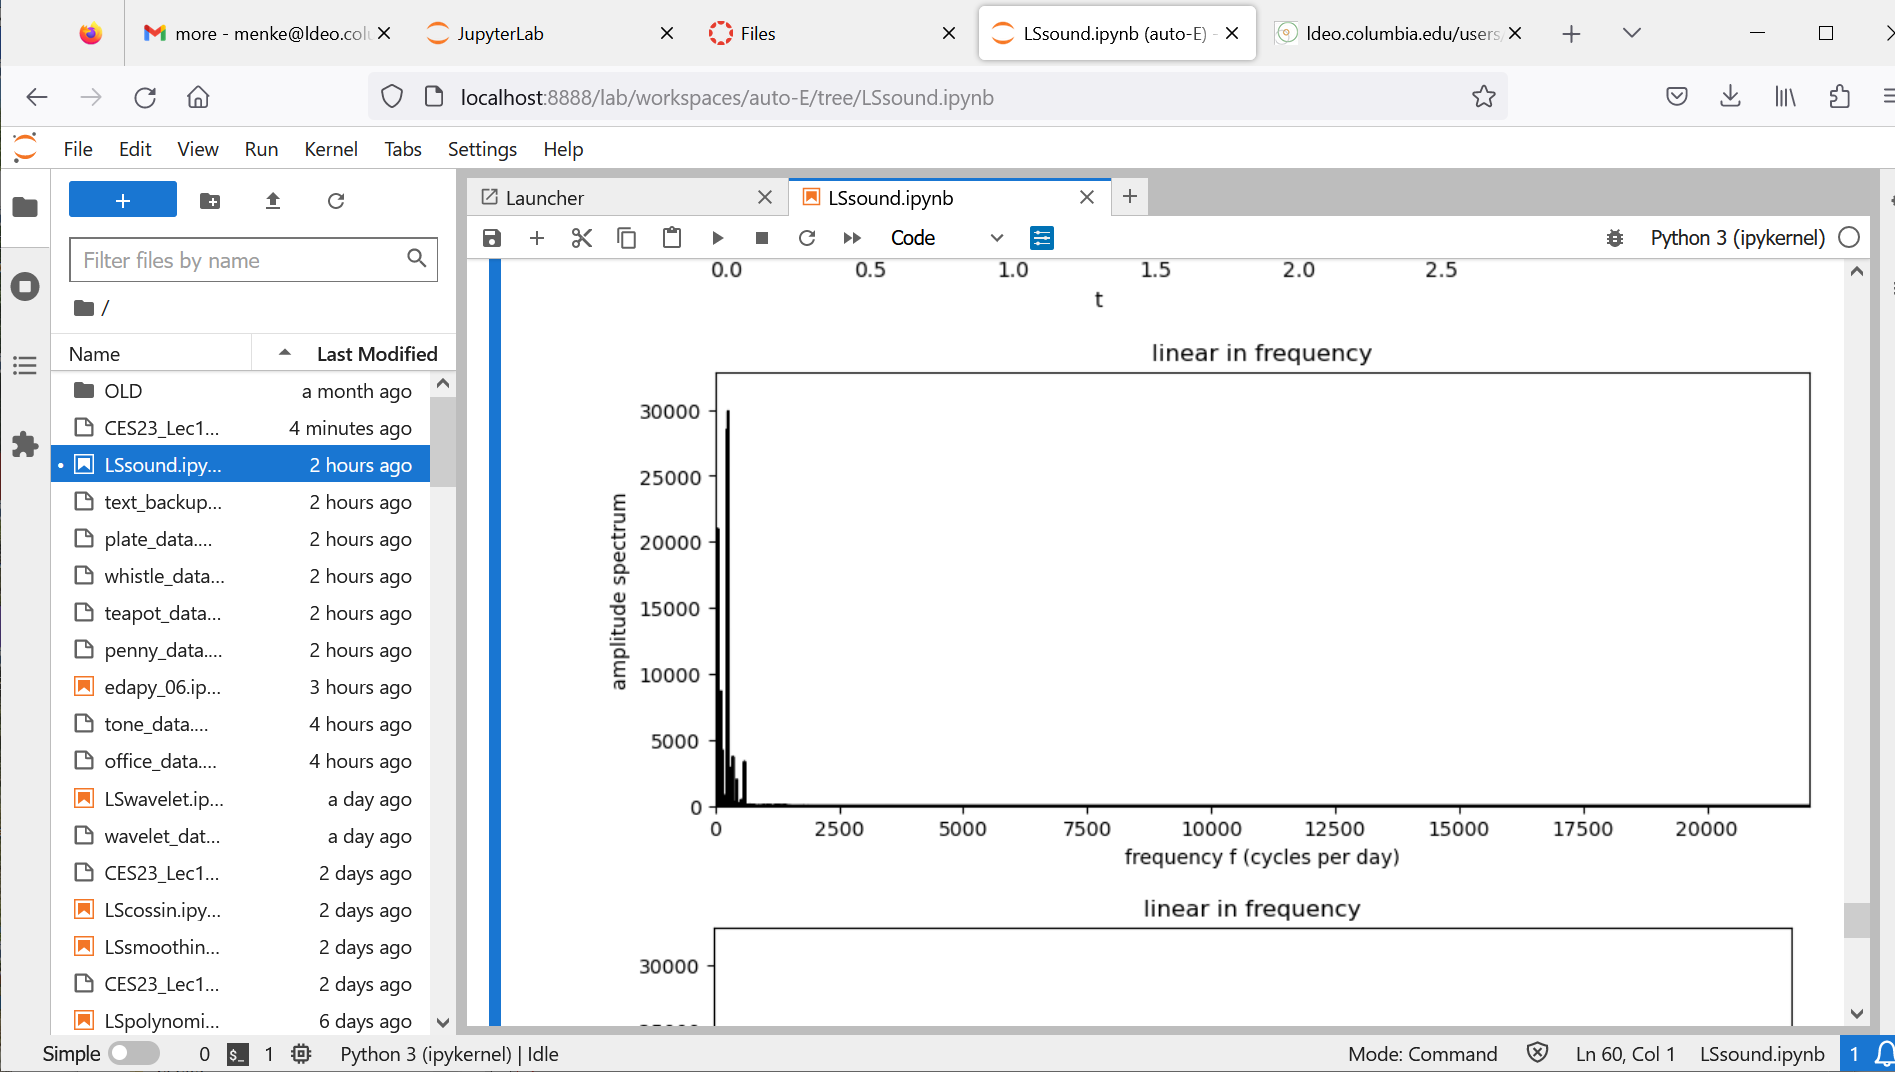 more - menke@ldeo.colu
JupyterLab
Files
LSsound.ipynb (auto-E) -
ldeo.columbia.edu/users/
localhost:8888/lab/workspaces/auto-E/tree/LSsound.ipynb
File Edit View Run Kernel Tabs Settings Help
+
Launcher
LSsound.ipynb
Code
Python 3 (ipykernel)
Filter files by name
/
Name Last Modified
OLD a month ago
CES23_Lec1... 4 minutes ago
LSsound.ipy... 2 hours ago
text_backup... 2 hours ago
plate_data.... 2 hours ago
whistle_data... 2 hours ago
teapot_data... 2 hours ago
penny_data.... 2 hours ago
edapy_06.ip... 3 hours ago
tone_data.... 4 hours ago
office_data.... 4 hours ago
LSwavelet.ip... a day ago
wavelet_dat... a day ago
CES23_Lec1... 2 days ago
LScossin.ipy... 2 days ago
LSsmoothin... 2 days ago
CES23_Lec1... 2 days ago
LSpolynomi... 6 days ago
0.0 0.5 1.0 1.5 2.0 2.5
t
linear in frequency
30000
25000
20000
15000
10000
5000
0
amplitude spectrum
0 2500 5000 7500 10000 12500 15000 17500 20000
frequency f (cycles per day)
linear in frequency
30000
Simple 0 $_ 1 Python 3 (ipykernel) | Idle
Mode: Command Ln 60, Col 1 LSsound.ipynb 1